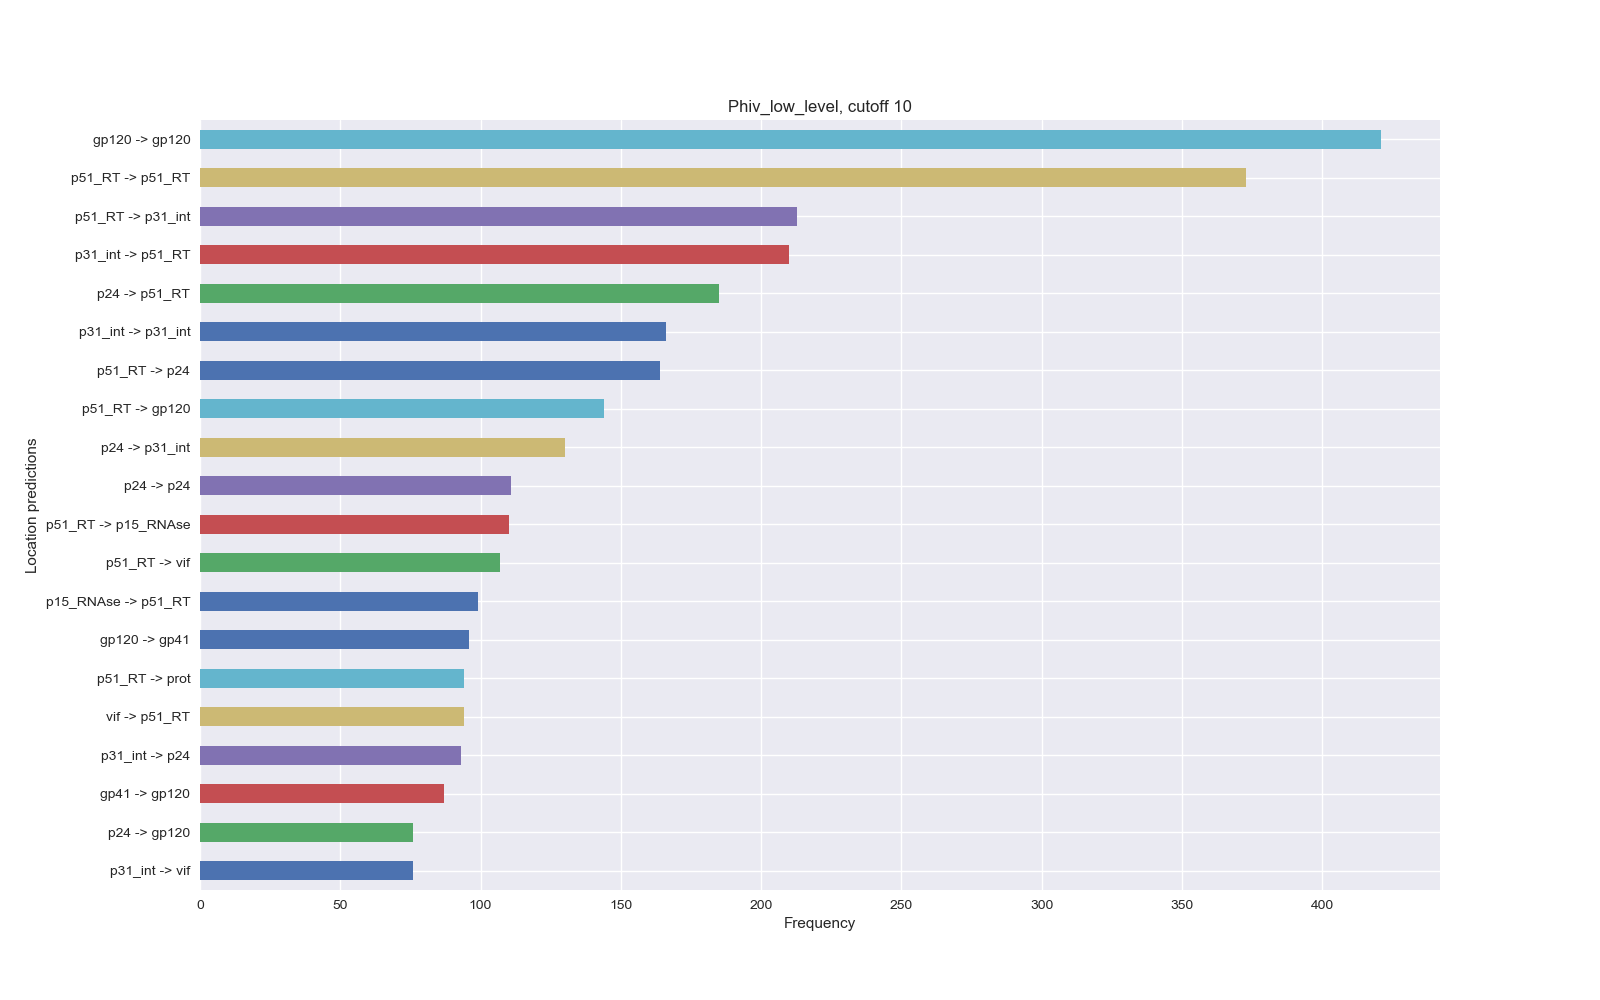 Phiv_low_level, cutoff 10
gp120 -> gp120
p51_RT -> p51_RT
p51_RT -> p31_int
p31_int -> p51_RT
p24 -> p51_RT
p31_int -> p31_int
p51_RT -> p24
p51_RT -> gp120
p24 -> p31_int
p24 -> p24
p51_RT -> p15_RNAse
p51_RT -> vif
p15_RNAse -> p51_RT
gp120 -> gp41
p51_RT -> prot
vif -> p51_RT
p31_int -> p24
gp41 -> gp120
p24 -> gp120
p31_int -> vif
Location predictions
0 50 100 150 200 250 300 350 400
Frequency